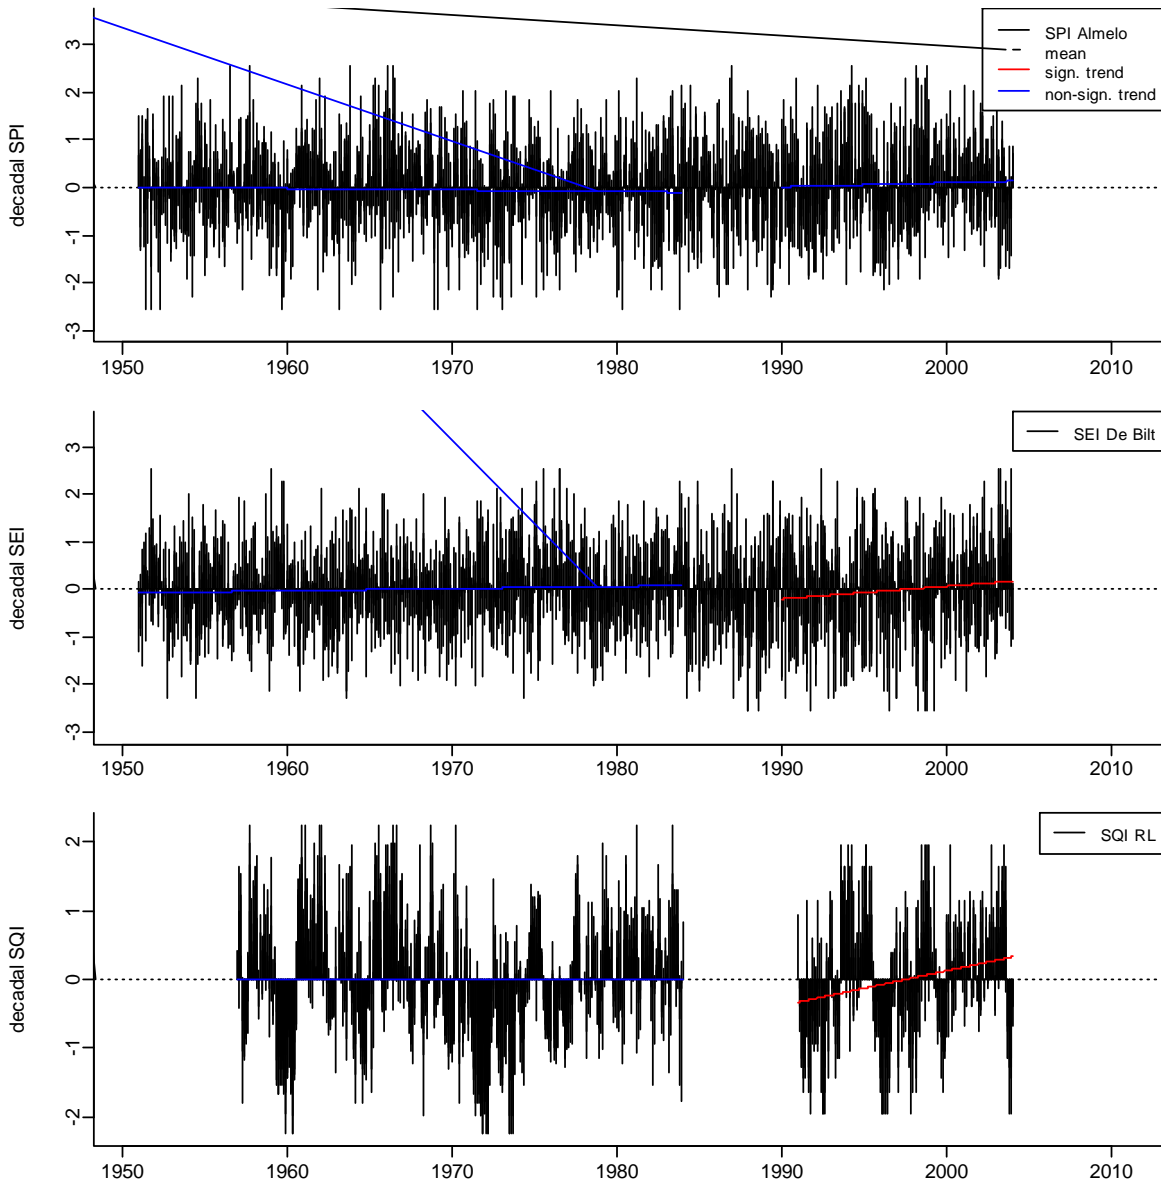 decadal SPI
3
2
1
0
-1
-2
-3
SPI Almelo
mean
sign. trend
non-sign. trend
1950 1960 1970 1980 1990 2000 2010
decadal SEI
3
2
1
0
-1
-2
-3
SEI De Bilt
1950 1960 1970 1980 1990 2000 2010
decadal SQI
2
1
0
-1
-2
SQI RL
1950 1960 1970 1980 1990 2000 2010